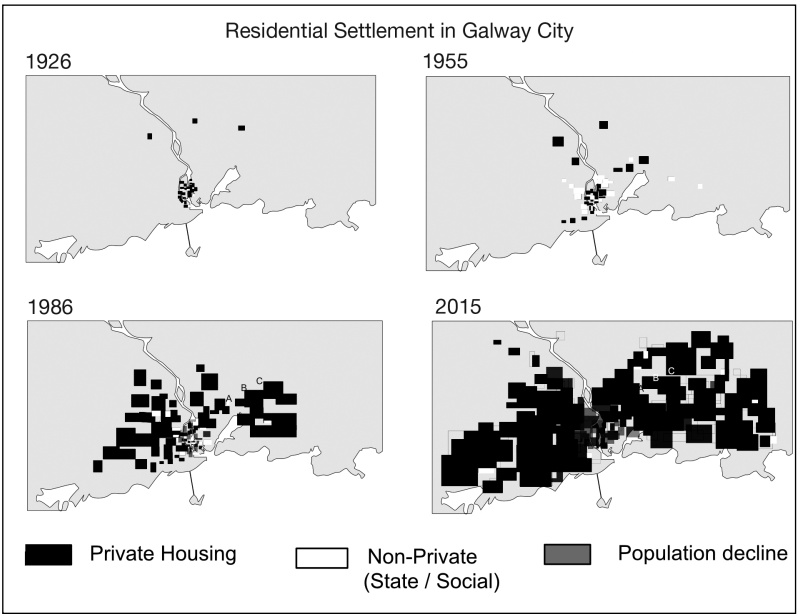 Residential Settlement in Galway City
1926
1955
1986
2015
A
B
C
B
C
Private Housing
Non-Private
(State / Social)
Population decline